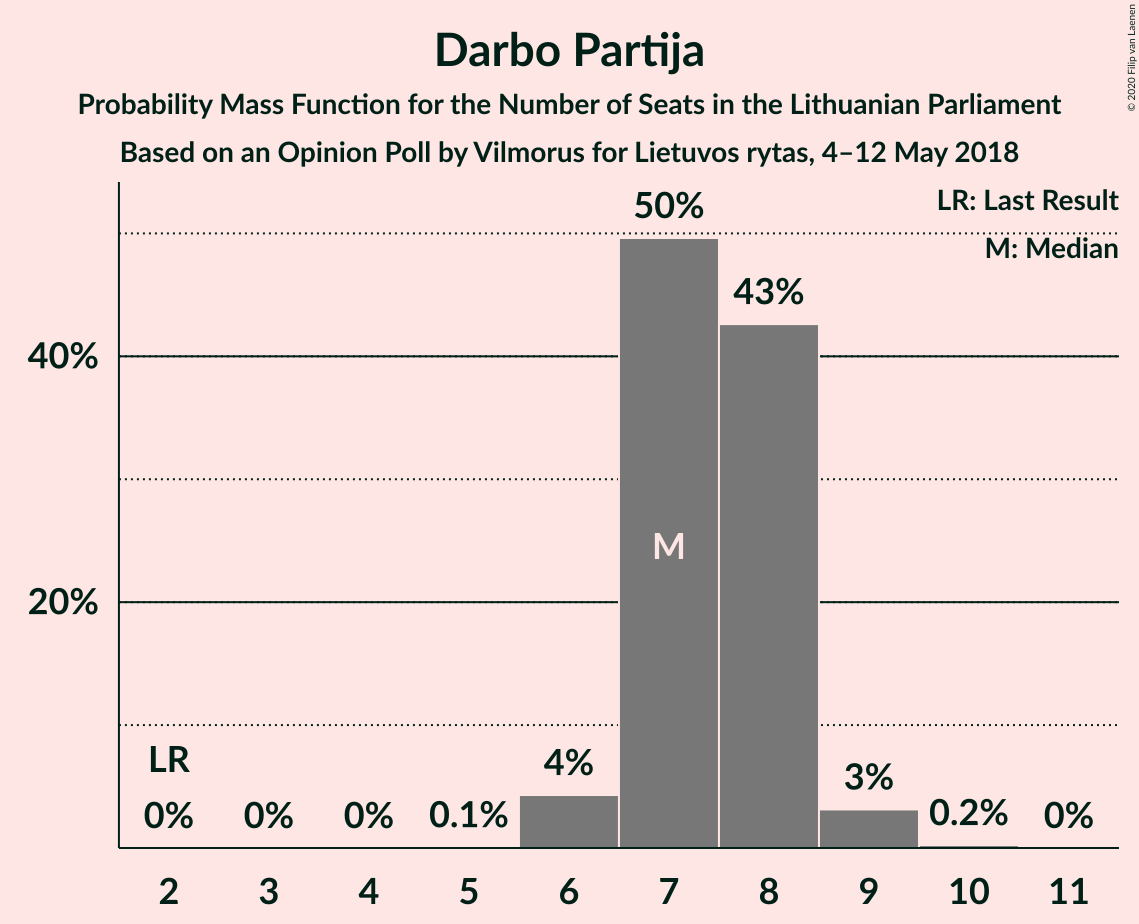 Darbo Partija
Probability Mass Function for the Number of Seats in the Lithuanian Parliament
Based on an Opinion Poll by Vilmorus for Lietuvos rytas, 4–12 May 2018
© 2020 Filip van Laenen
LR: Last Result
M: Median
50%
43%
40%
M
20%
LR
0%
0%
0%
0.1%
4%
3%
0.2%
0%
2
3
4
5
6
7
8
9
10
11